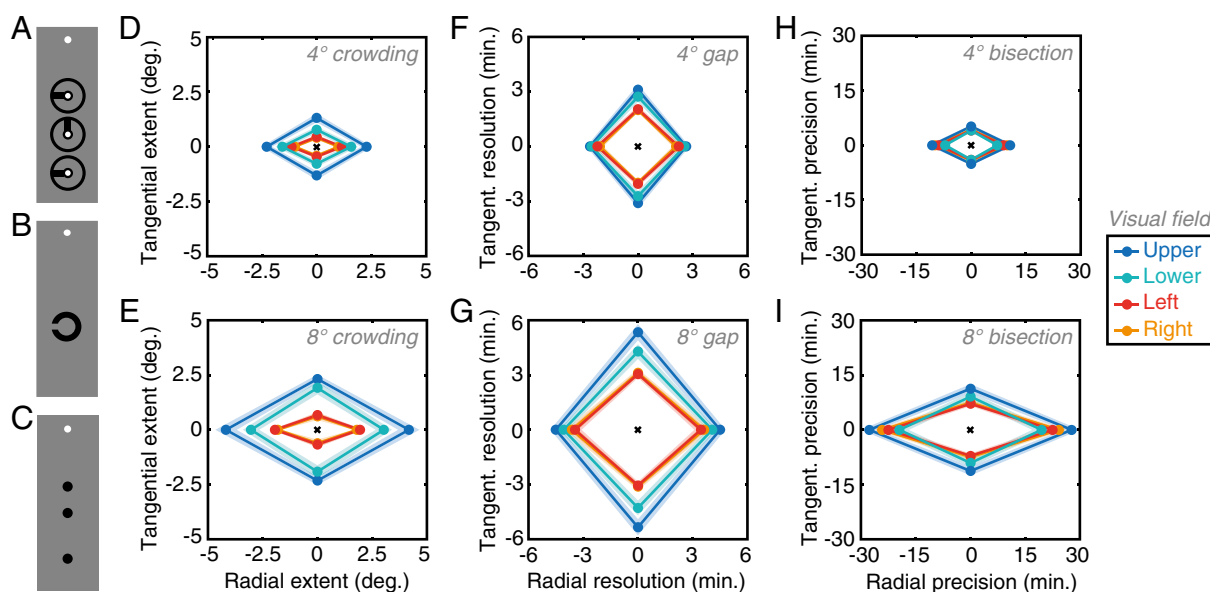 A
B
C
D
4° crowding
Tangential extent (deg.)
5
2.5
0
-2.5
-5
-5
-2.5
0
2.5
5
F
4° gap
Tangent. resolution (min.)
6
3
0
-3
-6
-6
-3
0
3
6
H
4° bisection
Tangent. precision (min.)
30
15
0
-15
-30
-30
-15
0
15
30
E
8° crowding
Tangential extent (deg.)
5
2.5
0
-2.5
-5
-5
-2.5
0
2.5
5
Radial extent (deg.)
G
8° gap
Tangent. resolution (min.)
6
3
0
-3
-6
-6
-3
0
3
6
Radial resolution (min.)
I
8° bisection
Tangent. precision (min.)
30
15
0
-15
-30
-30
-15
0
15
30
Radial precision (min.)
Visual field
Upper
Lower
Left
Right